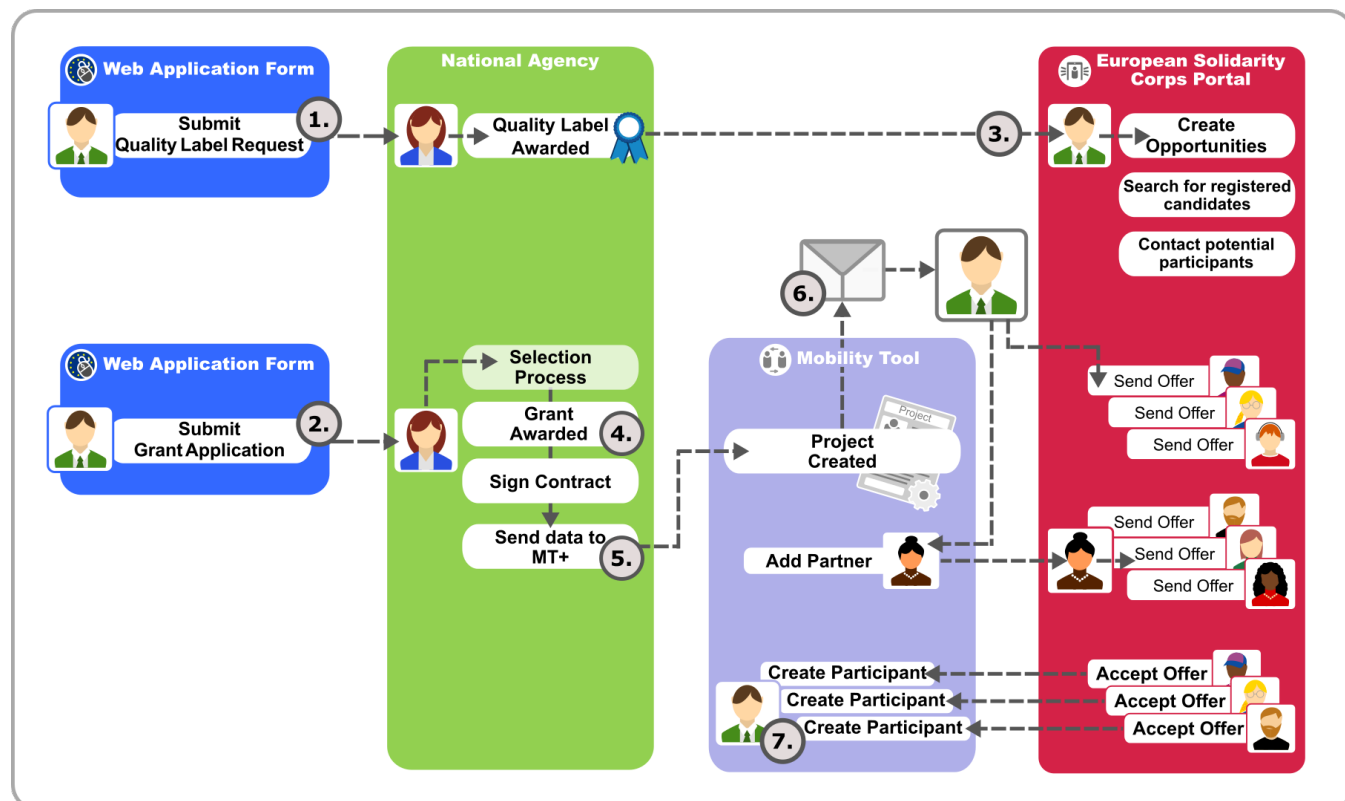 Web Application Form
Submit
Quality Label Request
1.
National Agency
Quality Label
Awarded
3.
European Solidarity
Corps Portal
Create
Opportunities
Search for registered
candidates
Contact potential
participants
6.
Web Application Form
Submit
Grant Application
2.
Selection
Process
Grant
Awarded
4.
Sign Contract
Send data to
MT+
5.
Mobility Tool
Project
Project
Created
Send Offer
Send Offer
Send Offer
Add Partner
Send Offer
Send Offer
Send Offer
Create Participant
Create Participant
Create Participant
7.
Accept Offer
Accept Offer
Accept Offer